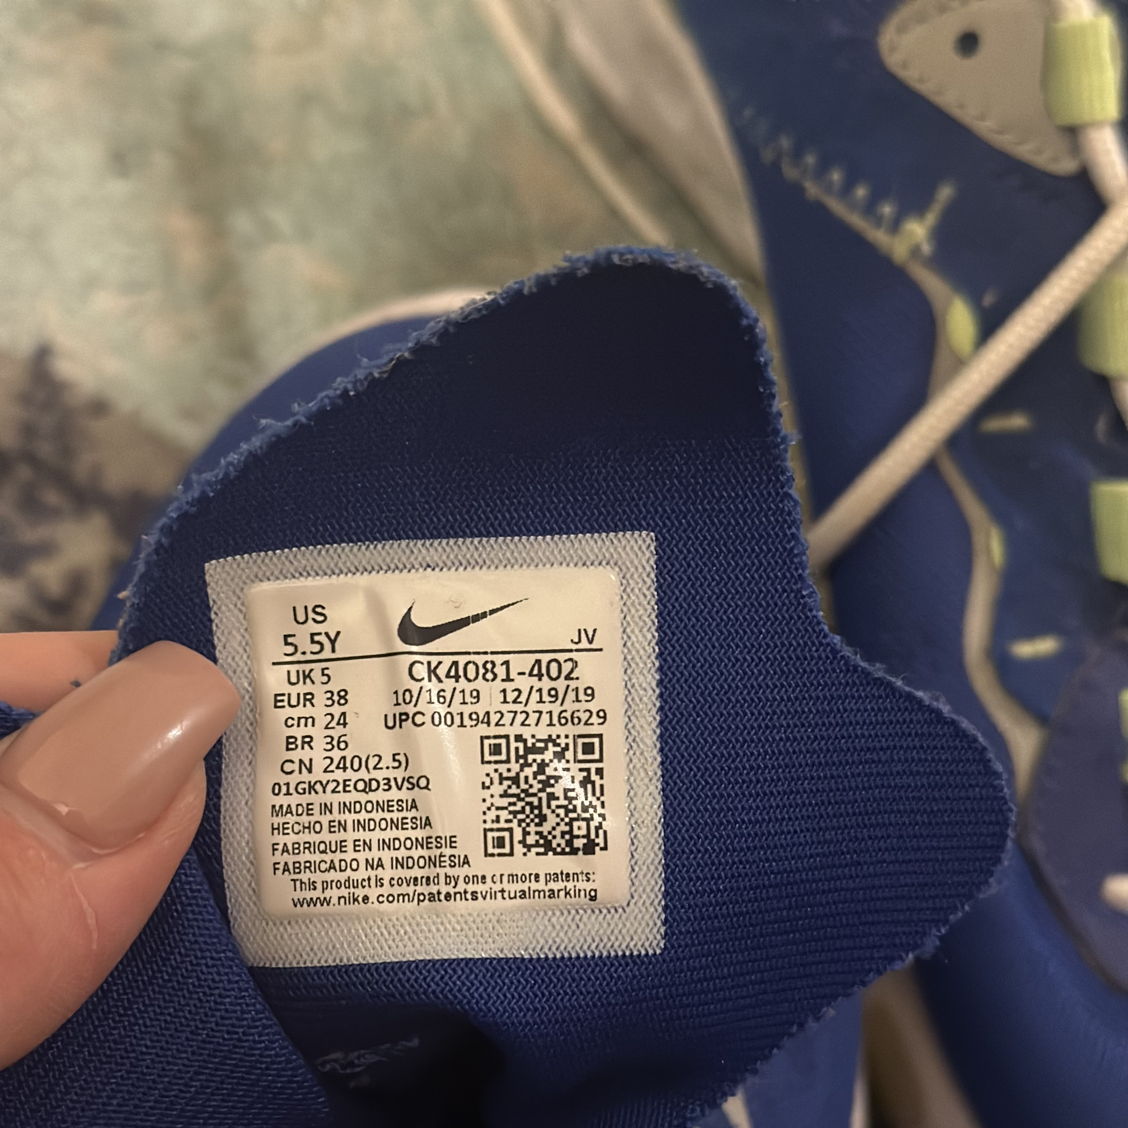 US
5.5Y
JV
UK 5
CK4081-402
EUR 38
10/16/19 12/19/19
cm 24
UPC 00194272716629
BR 36
CN 240(2.5)
01GKY2EQD3VSQ
MADE IN INDONESIA
HECHO EN INDONESIA
FABRIQUE EN INDONESIE
FABRICADO NA INDONÉSIA
This product is covered by one or more patents:
www.nike.com/patentsvirtualmarking